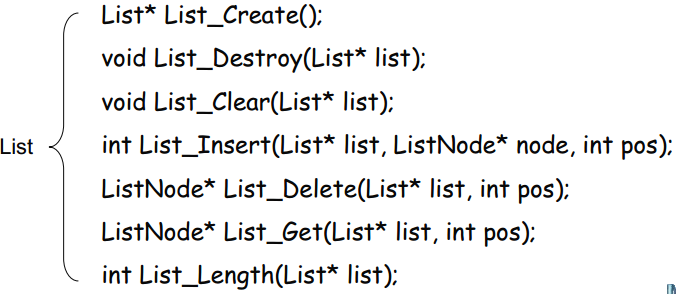 List* List_Create();
void List_Destroy(List* list);
void List_Clear(List* list);
List
int List_Insert(List* list, ListNode* node, int pos);
ListNode* List_Delete(List* list, int pos);
ListNode* List_Get(List* list, int pos);
int List_Length(List* list);